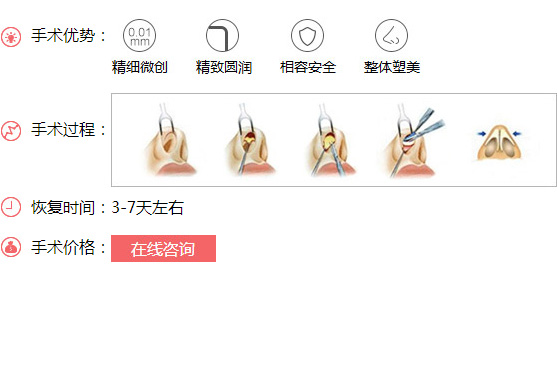 手术优势：
0.01
mm
精细微创 精致圆润 相容安全 整体塑美
手术过程：
恢复时间：3-7天左右
手术价格： 在线咨询